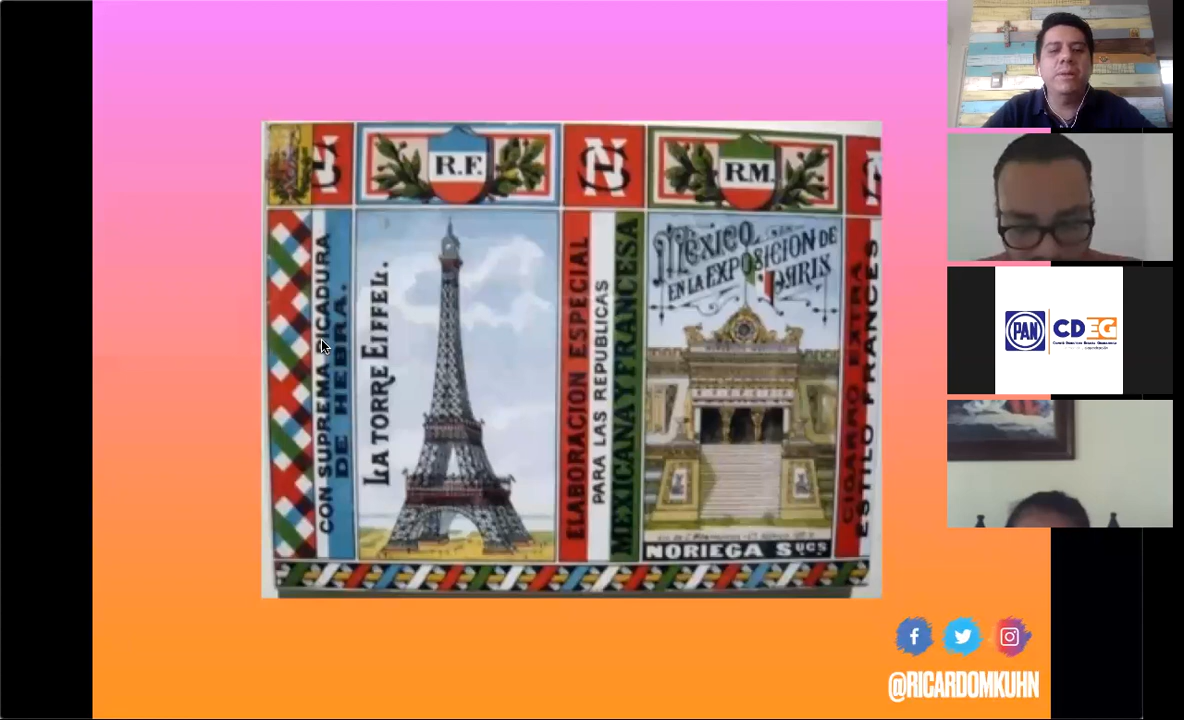 R.F.
R.M.
CON SUPREMA PICADURA
DE HEBRA.
LA TORRE EIFFEL.
ELABORACION ESPECIAL
PARA LAS REPUBLICAS
MEXICANA Y FRANCESA
MÉXICO
EN LA EXPOSICION DE
PARIS
NORIEGA SUCS
CIGARRO EXTRA
ESTILO FRANCES
PAN
CDEG
@RICARDOMKUHN